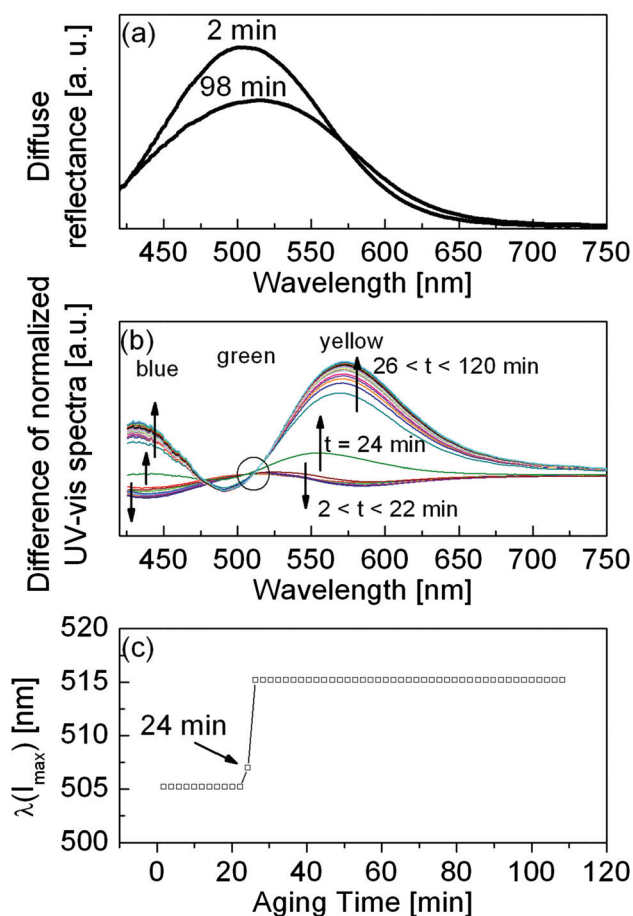 (a)
2 min
98 min
Diffuse
reflectance [a. u.]
450 500 550 600 650 700 750
Wavelength [nm]
(b)
blue
green
yellow
26 < t < 120 min
t = 24 min
2 < t < 22 min
Difference of normalized
UV-vis spectra [a.u.]
450 500 550 600 650 700 750
Wavelength [nm]
(c)
520
515
510
505
500
24 min
λ(Imax) [nm]
0 20 40 60 80 100 120
Aging Time [min]